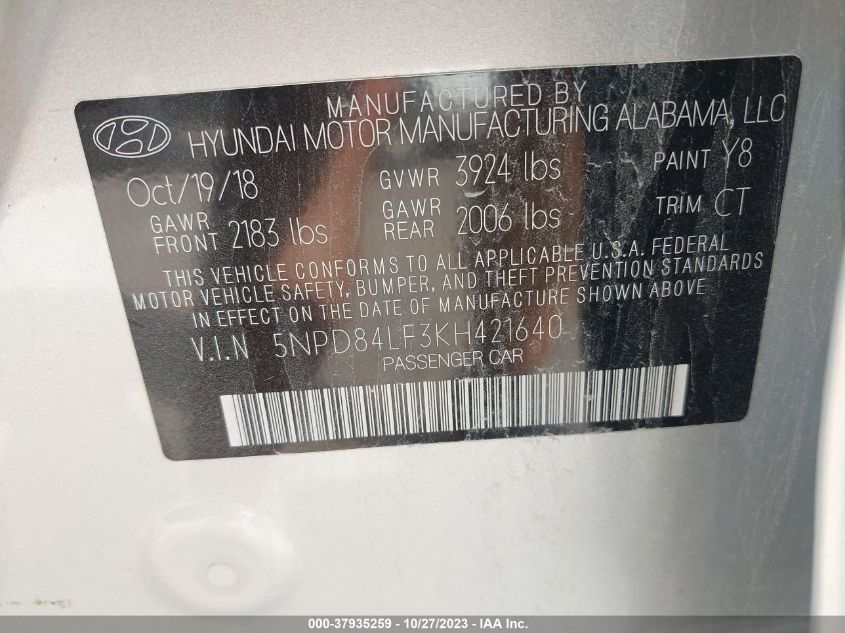 MANUFACTURED BY
HYUNDAI MOTOR MANUFACTURING ALABAMA, LLC
Oct/19/18 GVWR 3924 lbs PAINT Y8
GAWR FRONT 2183 lbs GAWR REAR 2006 lbs TRIM CT
THIS VEHICLE CONFORMS TO ALL APPLICABLE U.S.A. FEDERAL
MOTOR VEHICLE SAFETY, BUMPER, AND THEFT PREVENTION STANDARDS
IN EFFECT ON THE DATE OF MANUFACTURE SHOWN ABOVE.
V.I.N 5NPD84LF3KH421640
PASSENGER CAR
000-37935259 - 10/27/2023 - IAA Inc.